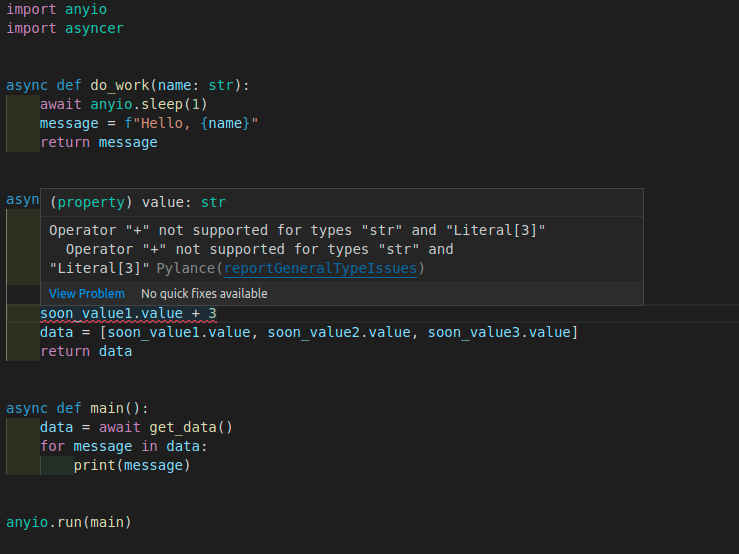 import anyio
import asyncer
async def do_work(name: str):
    await anyio.sleep(1)
    message = f"Hello, {name}"
    return message
asyn
(property) value: str
Operator "+" not supported for types "str" and "Literal[3]"
  Operator "+" not supported for types "str" and
"Literal[3]" Pylance(reportGeneralTypeIssues)
View Problem No quick fixes available
    soon_value1.value + 3
    data = [soon_value1.value, soon_value2.value, soon_value3.value]
    return data
async def main():
    data = await get_data()
    for message in data:
        print(message)
anyio.run(main)